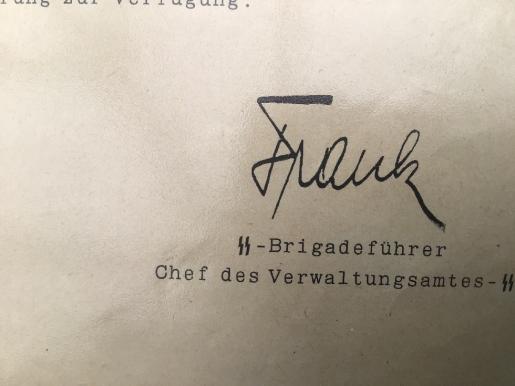 zur Verfügung.
Frank
ᛋᛋ-Brigadeführer
Chef des Verwaltungsamtes-ᛋᛋ